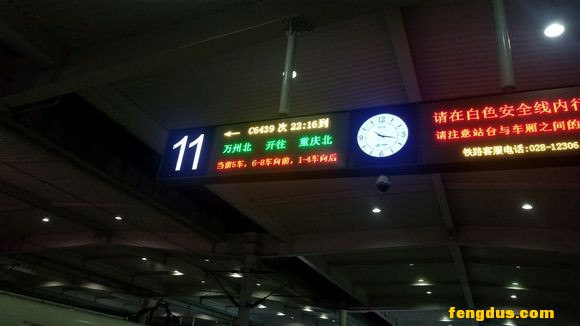 11
← C6439 次 22:16到
万州北 开往 重庆北
当前5车，6-8车向前，1-4车向后
请在白色安全线内行
请注意站台与车厢之间的
铁路客服电话:028-12306
fengdus.com